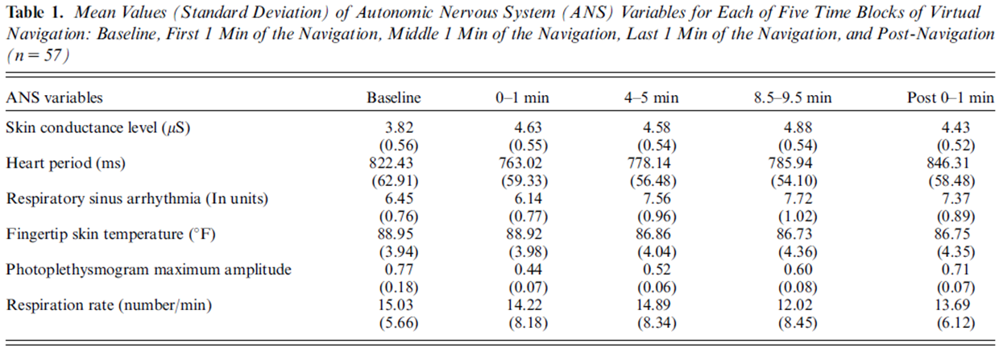 Table 1. Mean Values (Standard Deviation) of Autonomic Nervous System (ANS) Variables for Each of Five Time Blocks of Virtual
Navigation: Baseline, First 1 Min of the Navigation, Middle 1 Min of the Navigation, Last 1 Min of the Navigation, and Post-Navigation
(n = 57)
ANS variables Baseline 0–1 min 4–5 min 8.5–9.5 min Post 0–1 min
Skin conductance level (μS) 3.82 4.63 4.58 4.88 4.43
(0.56) (0.55) (0.54) (0.54) (0.52)
Heart period (ms) 822.43 763.02 778.14 785.94 846.31
(62.91) (59.33) (56.48) (54.10) (58.48)
Respiratory sinus arrhythmia (In units) 6.45 6.14 7.56 7.72 7.37
(0.76) (0.77) (0.96) (1.02) (0.89)
Fingertip skin temperature (°F) 88.95 88.92 86.86 86.73 86.75
(3.94) (3.98) (4.04) (4.36) (4.35)
Photoplethysmogram maximum amplitude 0.77 0.44 0.52 0.60 0.71
(0.18) (0.07) (0.06) (0.08) (0.07)
Respiration rate (number/min) 15.03 14.22 14.89 12.02 13.69
(5.66) (8.18) (8.34) (8.45) (6.12)